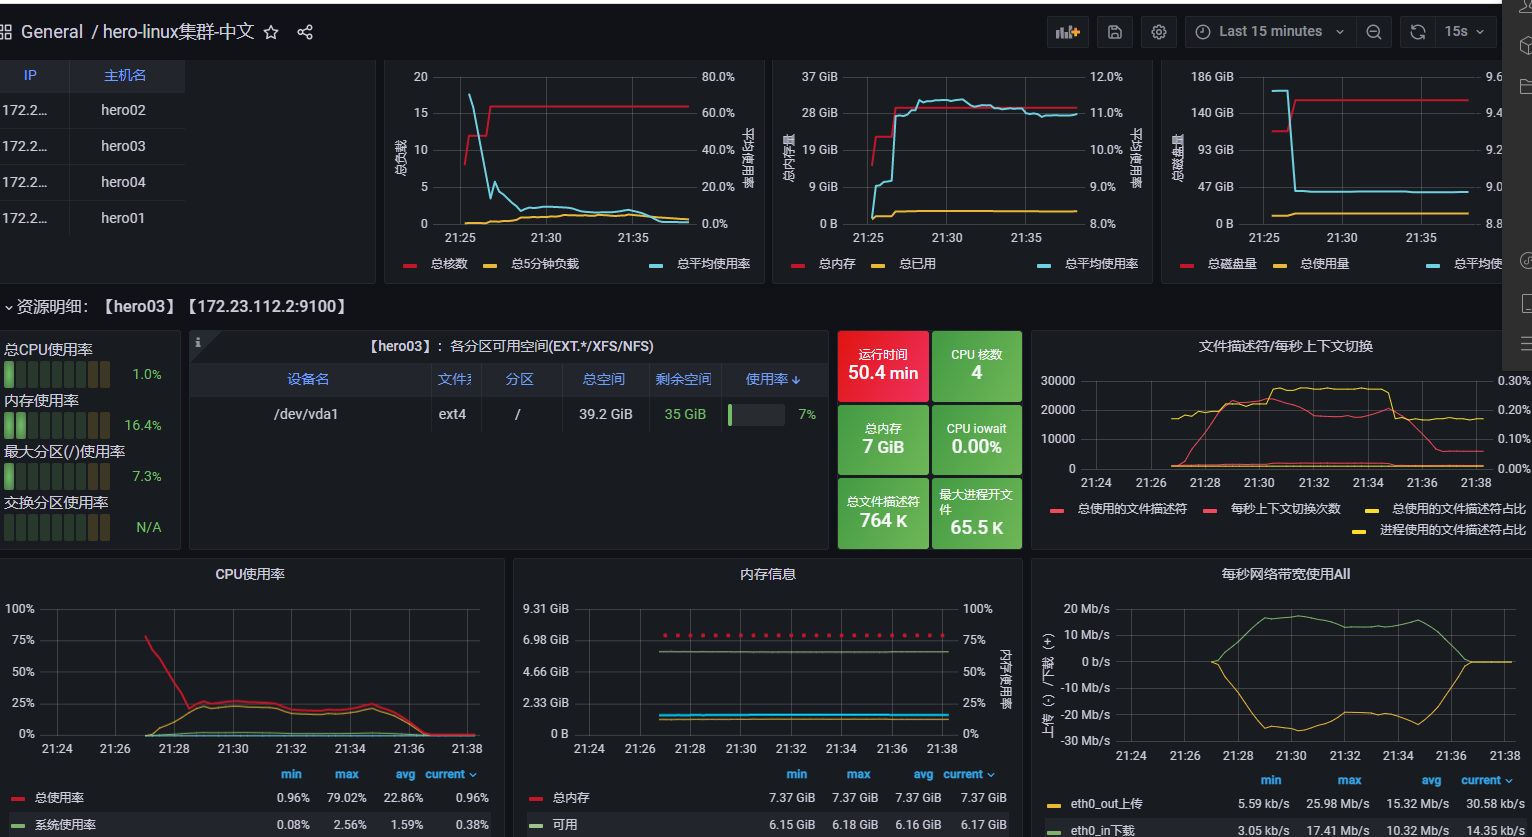 General / hero-linux集群-中文
Last 15 minutes
15s
IP 主机名
172.2... hero02
172.2... hero03
172.2... hero04
172.2... hero01
20
15
10
5
0
80.0%
60.0%
40.0%
20.0%
0.0%
总负载
平均使用率
21:25 21:30 21:35
总核数 总5分钟负载 总平均使用率
37 GiB
28 GiB
19 GiB
9 GiB
0 B
12.0%
11.0%
10.0%
9.0%
8.0%
总内存量
平均使用率
21:25 21:30 21:35
总内存 总已用 总平均使用率
186 GiB
140 GiB
93 GiB
47 GiB
0 B
9.6
9.4
9.2
9.0
8.8
总磁盘量
21:25 21:30 21:35
总磁盘量 总使用量 总平均使
资源明细：【hero03】【172.23.112.2:9100】
总CPU使用率
1.0%
内存使用率
16.4%
最大分区(/)使用率
7.3%
交换分区使用率
N/A
【hero03】：各分区可用空间(EXT.*/XFS/NFS)
设备名 文件系 分区 总空间 剩余空间 使用率
/dev/vda1 ext4 / 39.2 GiB 35 GiB 7%
运行时间
50.4 min
CPU 核数
4
总内存
7 GiB
CPU iowait
0.00%
总文件描述符
764 K
最大进程开文件
65.5 K
文件描述符/每秒上下文切换
30000
20000
10000
0
0.30%
0.20%
0.10%
0.00%
21:24 21:26 21:28 21:30 21:32 21:34 21:36 21:38
总使用的文件描述符 每秒上下文切换次数 总使用的文件描述符占比
进程使用的文件描述符占比
CPU使用率
100%
75%
50%
25%
0%
21:24 21:26 21:28 21:30 21:32 21:34 21:36 21:38
min max avg current
总使用率 0.96% 79.02% 22.86% 0.96%
系统使用率 0.08% 2.56% 1.59% 0.38%
内存信息
9.31 GiB
6.98 GiB
4.66 GiB
2.33 GiB
0 B
100%
75%
50%
25%
0%
内存使用率
21:24 21:26 21:28 21:30 21:32 21:34 21:36 21:38
min max avg current
总内存 7.37 GiB 7.37 GiB 7.37 GiB 7.37 GiB
可用 6.15 GiB 6.18 GiB 6.16 GiB 6.17 GiB
每秒网络带宽使用All
20 Mb/s
10 Mb/s
0 b/s
-10 Mb/s
-20 Mb/s
-30 Mb/s
上传（-）/下载（+）
21:24 21:26 21:28 21:30 21:32 21:34 21:36 21:38
min max avg current
eth0_out上传 5.59 kb/s 25.98 Mb/s 15.32 Mb/s 30.58 kb/s
eth0_in下载 3.05 kb/s 17.41 Mb/s 10.32 Mb/s 14.35 kb/s